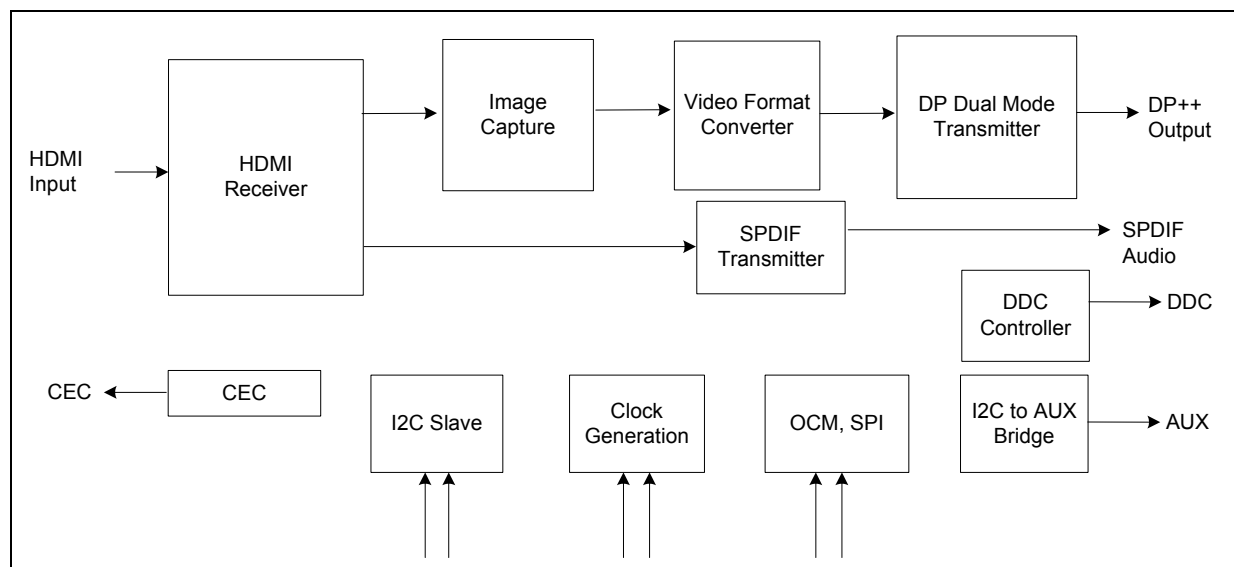 HDMI
Input
HDMI
Receiver
Image
Capture
Video Format
Converter
DP Dual Mode
Transmitter
DP++
Output
SPDIF
Transmitter
SPDIF
Audio
DDC
Controller
DDC
CEC
CEC
I2C Slave
Clock
Generation
OCM, SPI
I2C to AUX
Bridge
AUX